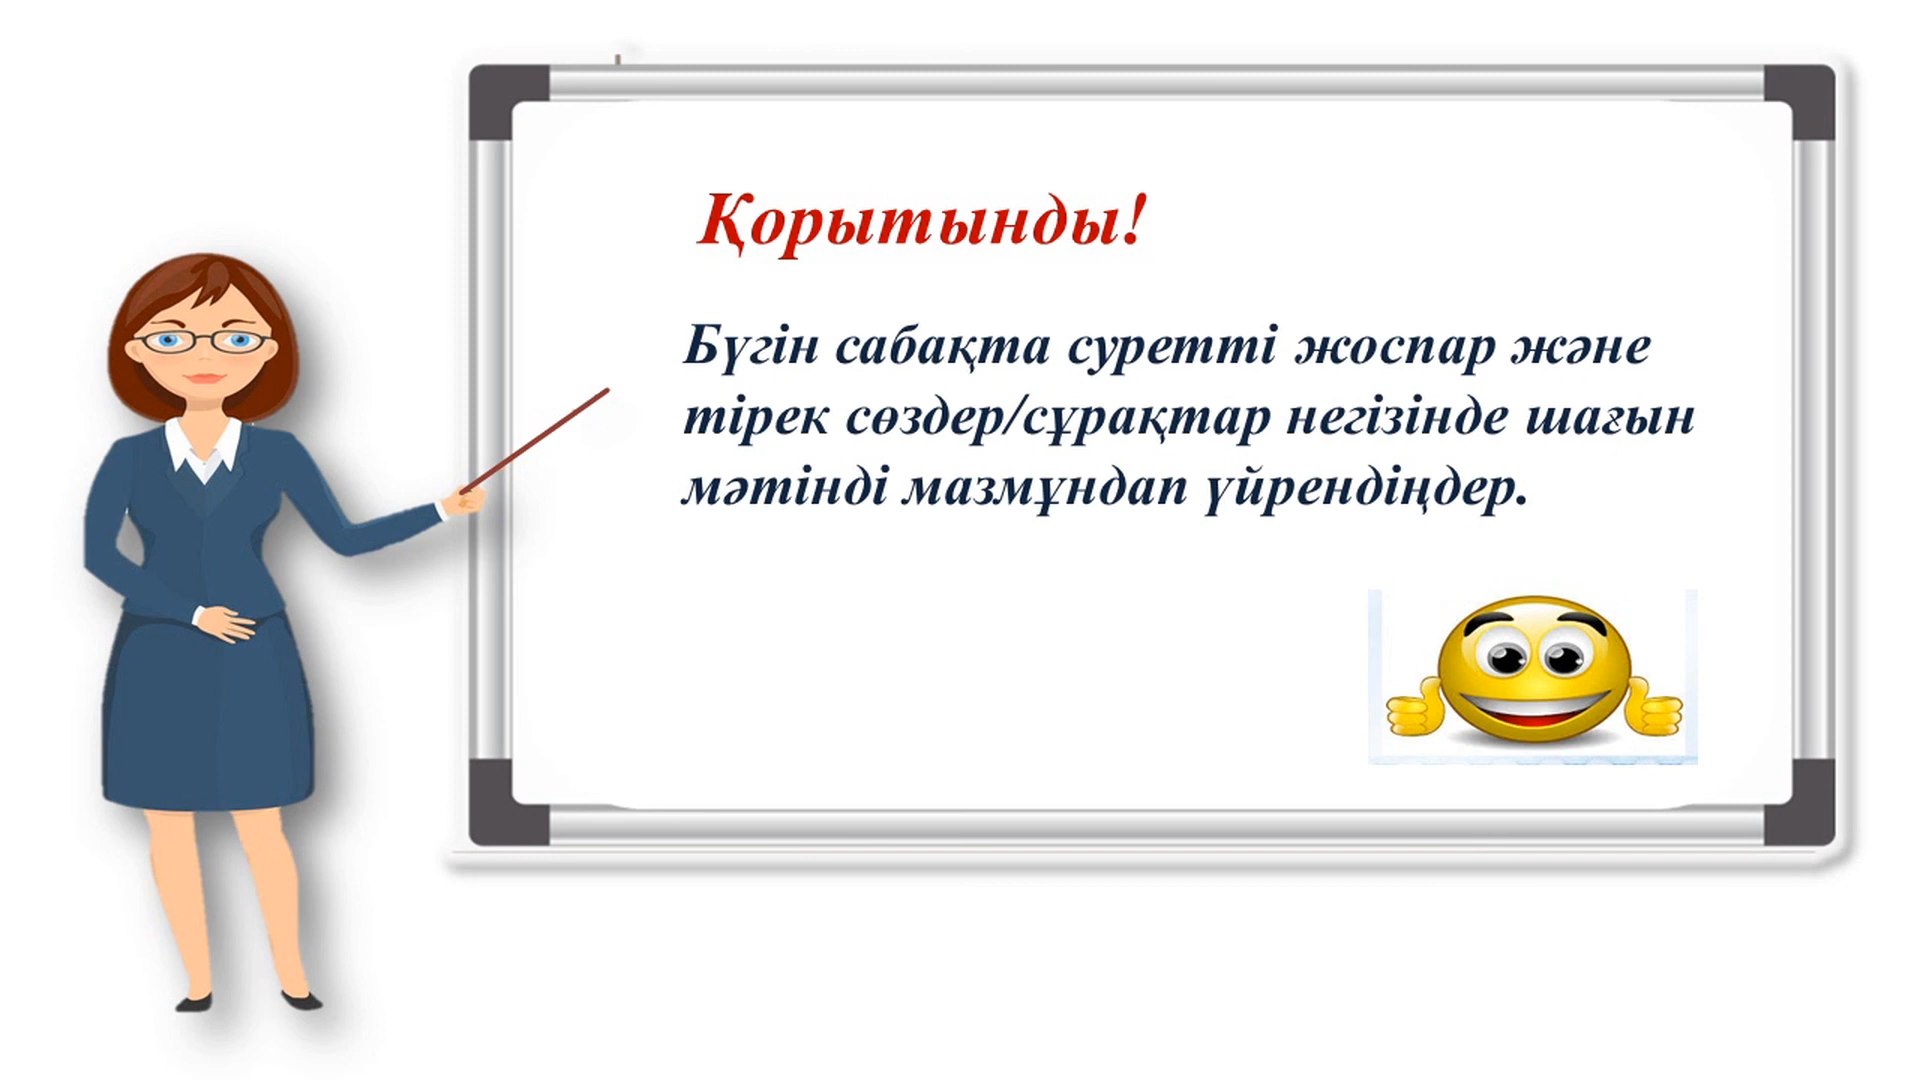 Қорытынды!
Бүгін сабақта суретті жоспар және
тірек сөздер/сұрақтар негізінде шағын
мәтінді мазмұндап үйрендіңдер.